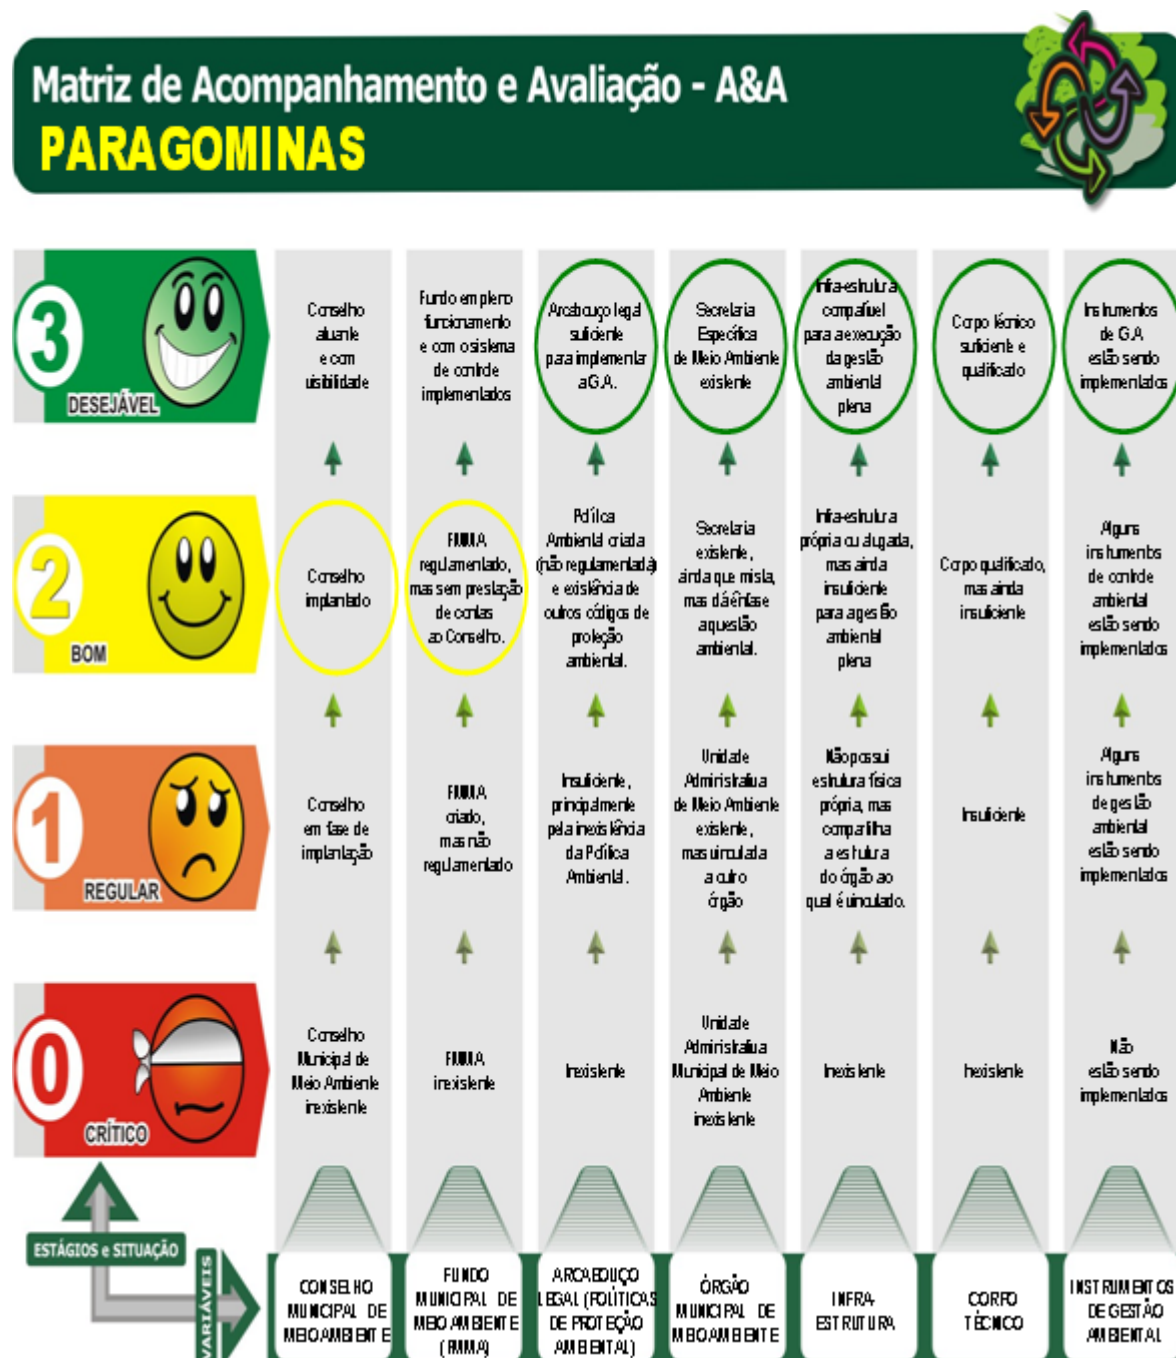 Matriz de Acompanhamento e Avaliação - A&A
PARAGOMINAS
3
DESEJÁVEL
Conselho
atuante
e com
visibilidade
Fundo em pleno
funcionamento
e com o sistema
de controle
implementados
Arcabouço legal
suficiente
para implementar
a G.A.
Secretaria
Específica
de Meio Ambiente
existente
Infra-estrutura
compatível
para a execução
da gestão
ambiental
plena
Corpo técnico
suficiente e
qualificado
Instrumentos
de G.A
estão sendo
implementados
2
BOM
Conselho
implantado
FMMA
regulamentado,
mas sem prestação
de contas
ao Conselho.
Política
Ambiental criada
(não regulamentada)
e existência de
outros códigos de
proteção
ambiental.
Secretaria
existente,
ainda que mista,
mas dá ênfase
a questão
ambiental.
Infra-estrutura
própria ou alugada,
mas ainda
insuficiente
para a gestão
ambiental
plena
Corpo qualificado,
mas ainda
insuficiente
Alguns
instrumentos
de controle
ambiental
estão sendo
implementados
1
REGULAR
Conselho
em fase de
implantação
FMMA
criado,
mas não
regulamentado
Insuficiente,
principalmente
pela inexistência
da Política
Ambiental.
Unidade
Administrativa
de Meio Ambiente
existente,
mas vinculada
a outro
órgão
Não possui
estrutura física
própria, mas
compartilha
a estrutura
do órgão ao
qual é vinculado.
Insuficiente
Alguns
instrumentos
de gestão
ambiental
estão sendo
implementados
0
CRÍTICO
Conselho
Municipal de
Meio Ambiente
inexistente
FMMA
inexistente
Inexistente
Unidade
Administrativa
Municipal de Meio
Ambiente
inexistente
Inexistente
Inexistente
Não
estão sendo
implementados
ESTÁGIOS e SITUAÇÃO
VARIÁVEIS
CONSELHO
MUNICIPAL DE
MEIO AMBIENTE
FUNDO
MUNICIPAL DE
MEIO AMBIENTE
(FMMA)
ARCABOUÇO
LEGAL (POLÍTICAS
DE PROTEÇÃO
AMBIENTAL)
ÓRGÃO
MUNICIPAL DE
MEIO AMBIENTE
INFRA
ESTRUTURA
CORPO
TÉCNICO
INSTRUMENTOS
DE GESTÃO
AMBIENTAL